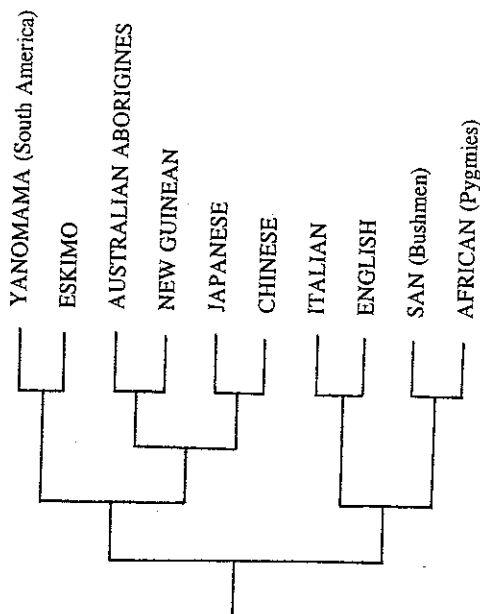 YANOMAMA (South America)
ESKIMO
AUSTRALIAN ABORIGINES
NEW GUINEAN
JAPANESE
CHINESE
ITALIAN
ENGLISH
SAN (Bushmen)
AFRICAN (Pygmies)